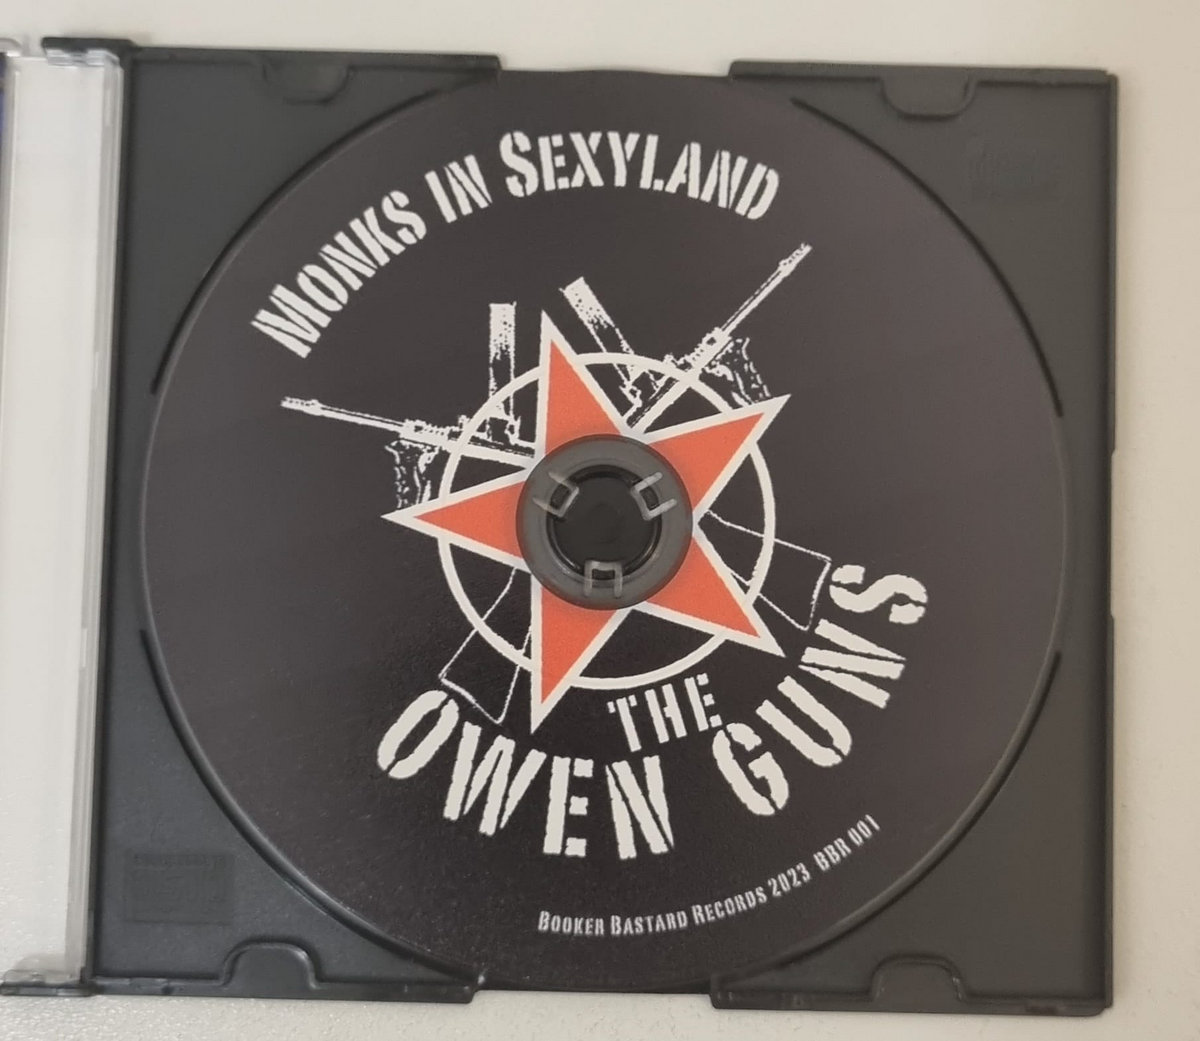 Monks in Sexyland
THE
OWEN GUNS
Booker Bastard Records 2023 BBR 001